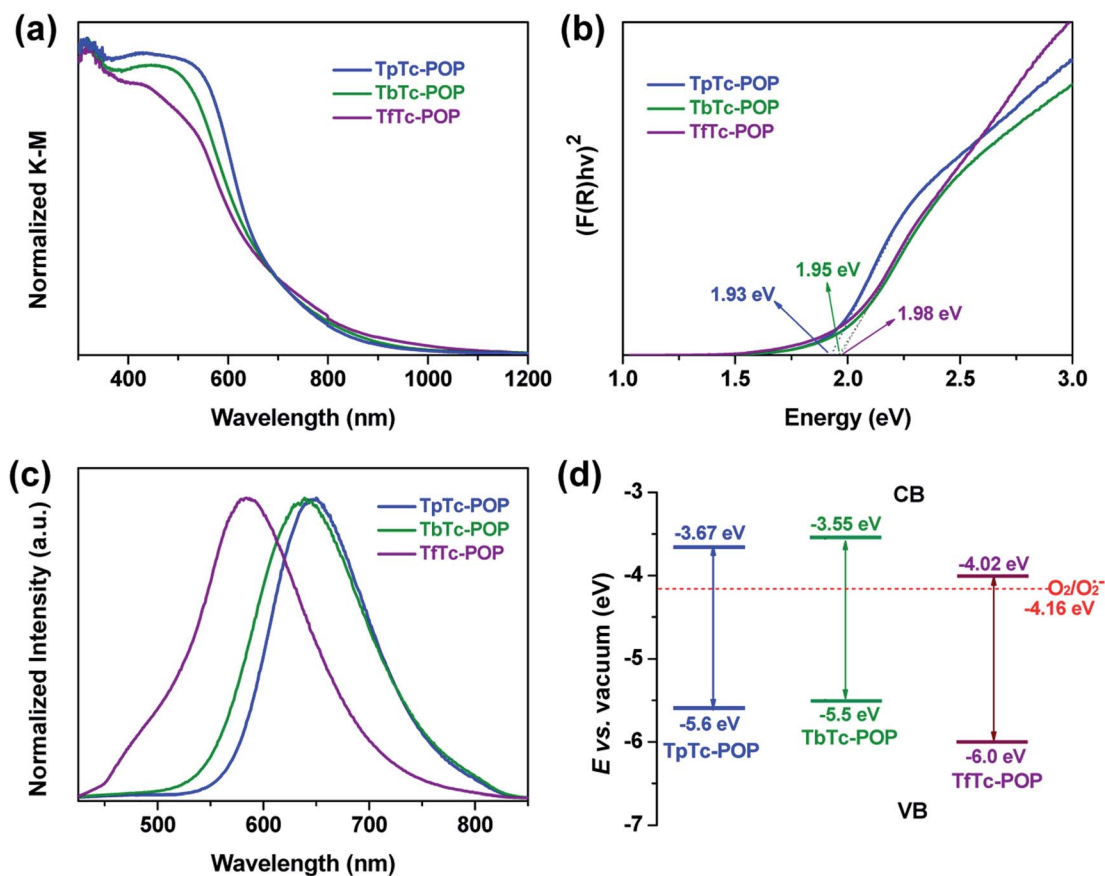 (a)
Normalized K-M
TpTc-POP
TbTc-POP
TfTc-POP
400 600 800 1000 1200
Wavelength (nm)
(b)
(F(R)hv)²
TpTc-POP
TbTc-POP
TfTc-POP
1.95 eV
1.93 eV
1.98 eV
1.0 1.5 2.0 2.5 3.0
Energy (eV)
(c)
Normalized Intensity (a.u.)
TpTc-POP
TbTc-POP
TfTc-POP
500 600 700 800
Wavelength (nm)
(d)
E vs. vacuum (eV)
-3
-4
-5
-6
-7
CB
-3.67 eV
-3.55 eV
-4.02 eV
O₂/O₂·⁻
-4.16 eV
-5.6 eV
TpTc-POP
-5.5 eV
TbTc-POP
-6.0 eV
TfTc-POP
VB